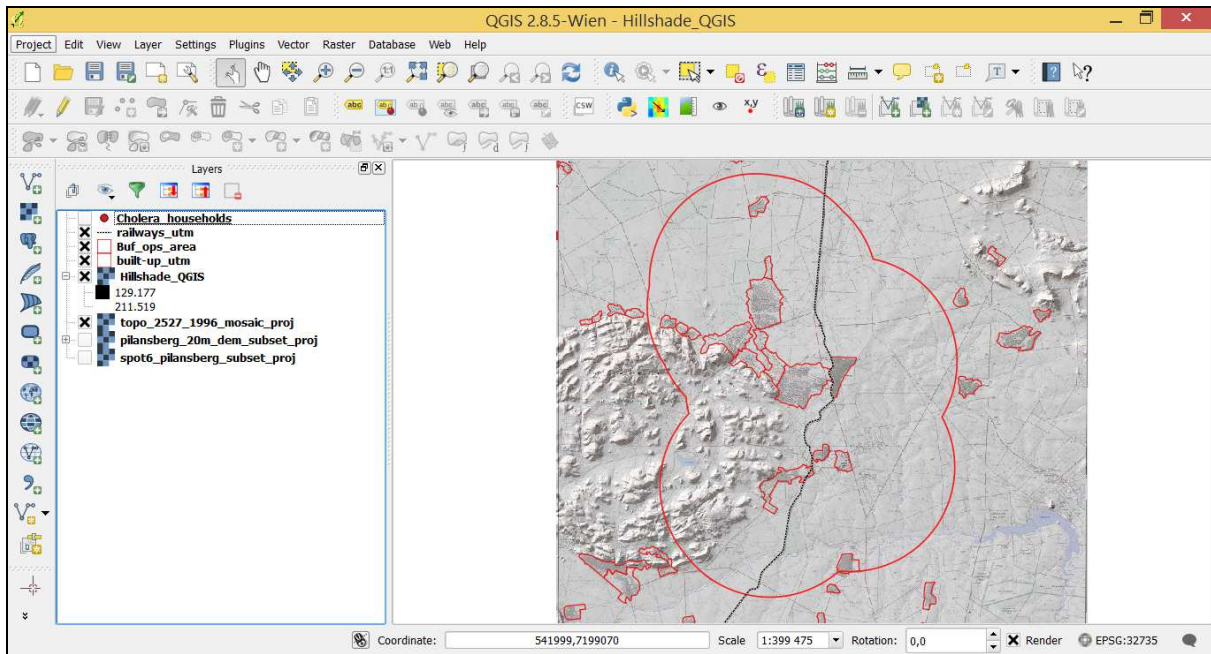 QGIS 2.8.5-Wien - Hillshade_QGIS
Project Edit View Layer Settings Plugins Vector Raster Database Web Help
CSW x,y
Layers
Cholera_households
railways_utm
Buf_ops_area
built-up_utm
Hillshade_QGIS
129.177
211.519
topo_2527_1996_mosaic_proj
pilansberg_20m_dem_subset_proj
spot6_pilansberg_subset_proj
Coordinate: 541999,7199070 Scale 1:399 475 Rotation: 0,0 Render EPSG:32735